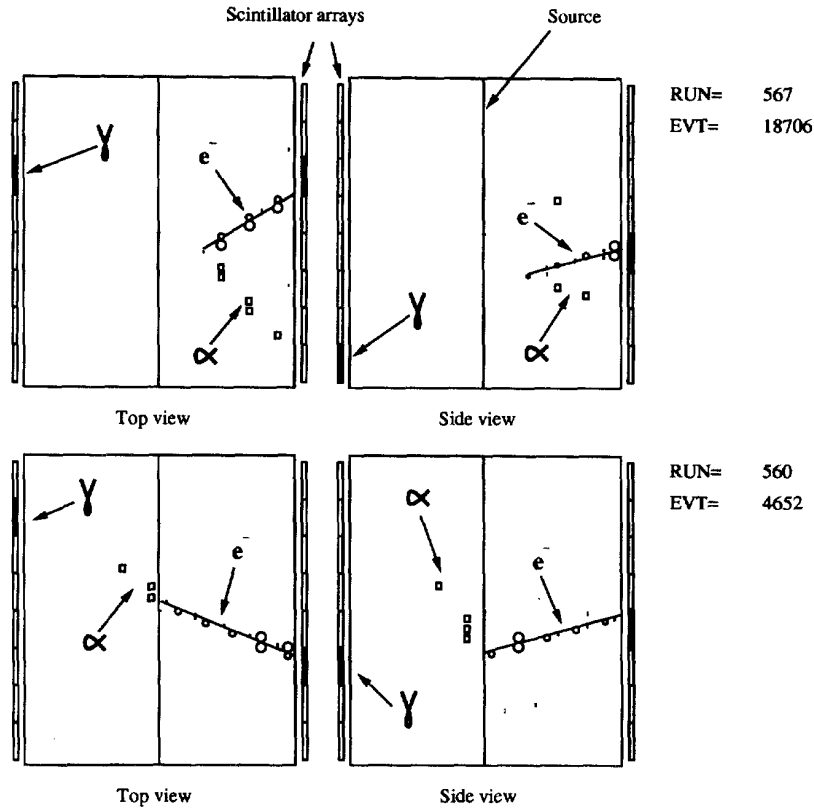 Scintillator arrays
Source
RUN= 567
EVT= 18706
γ
e⁻
α
e⁻
γ
α
Top view
Side view
RUN= 560
EVT= 4652
γ
α
e⁻
e⁻
α
γ
Top view
Side view